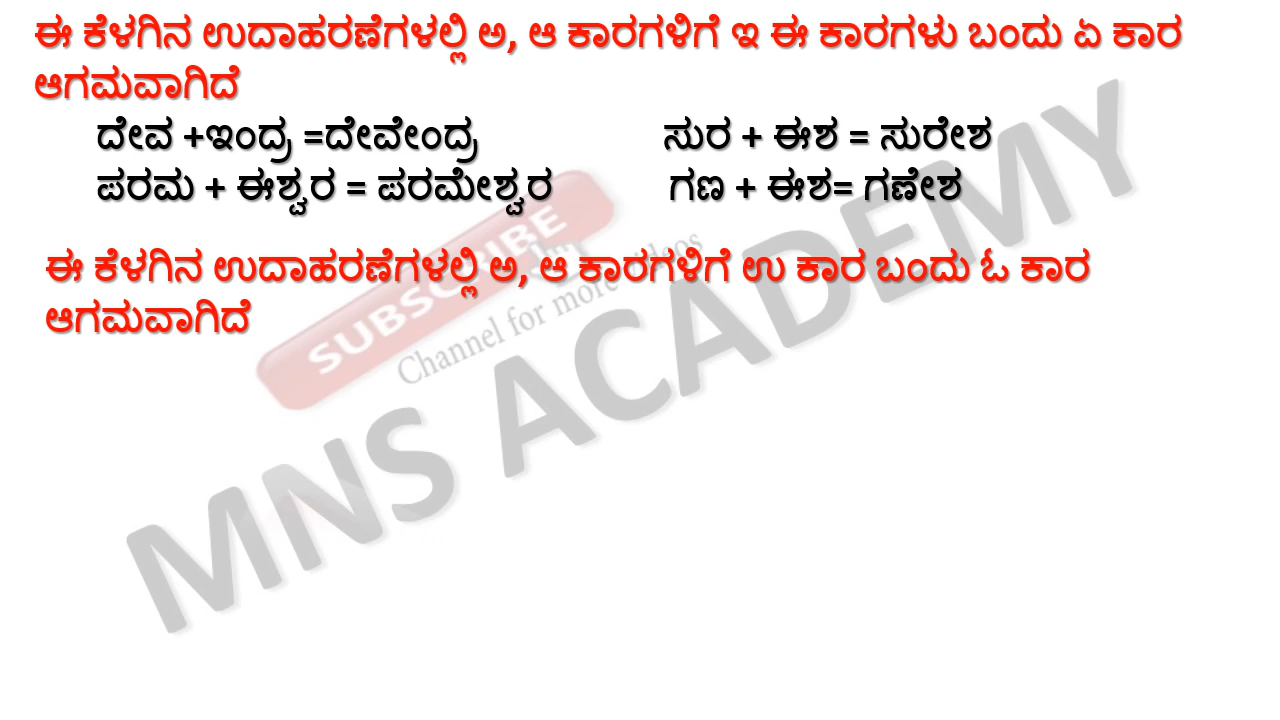 ಈ ಕೆಳಗಿನ ಉದಾಹರಣೆಗಳಲ್ಲಿ ಅ, ಆ ಕಾರಗಳಿಗೆ ಇ ಈ ಕಾರಗಳು ಬಂದು ಏ ಕಾರ
ಆಗಮವಾಗಿದೆ
ದೇವ +ಇಂದ್ರ =ದೇವೇಂದ್ರ ಸುರ + ಈಶ = ಸುರೇಶ
ಪರಮ + ಈಶ್ವರ = ಪರಮೇಶ್ವರ ಗಣ + ಈಶ= ಗಣೇಶ
ಈ ಕೆಳಗಿನ ಉದಾಹರಣೆಗಳಲ್ಲಿ ಅ, ಆ ಕಾರಗಳಿಗೆ ಉ ಕಾರ ಬಂದು ಓ ಕಾರ
ಆಗಮವಾಗಿದೆ
SUBSCRIBE
Channel for more videos
MNS ACADEMY